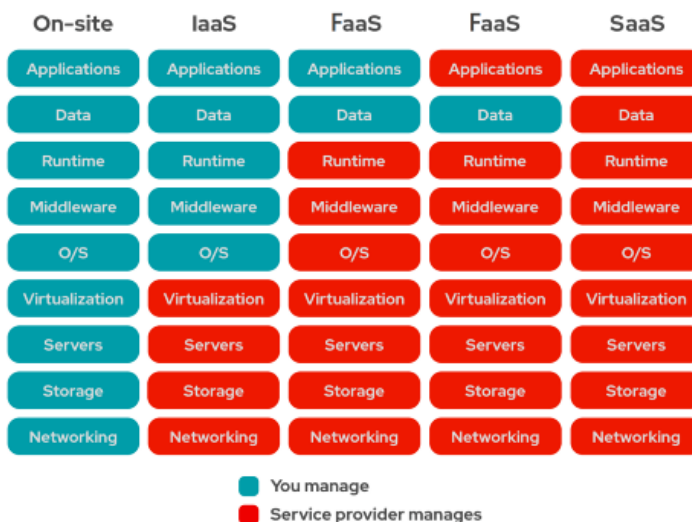 On-site IaaS FaaS FaaS SaaS
Applications Applications Applications Applications Applications
Data Data Data Data Data
Runtime Runtime Runtime Runtime Runtime
Middleware Middleware Middleware Middleware Middleware
O/S O/S O/S O/S O/S
Virtualization Virtualization Virtualization Virtualization Virtualization
Servers Servers Servers Servers Servers
Storage Storage Storage Storage Storage
Networking Networking Networking Networking Networking
You manage
Service provider manages